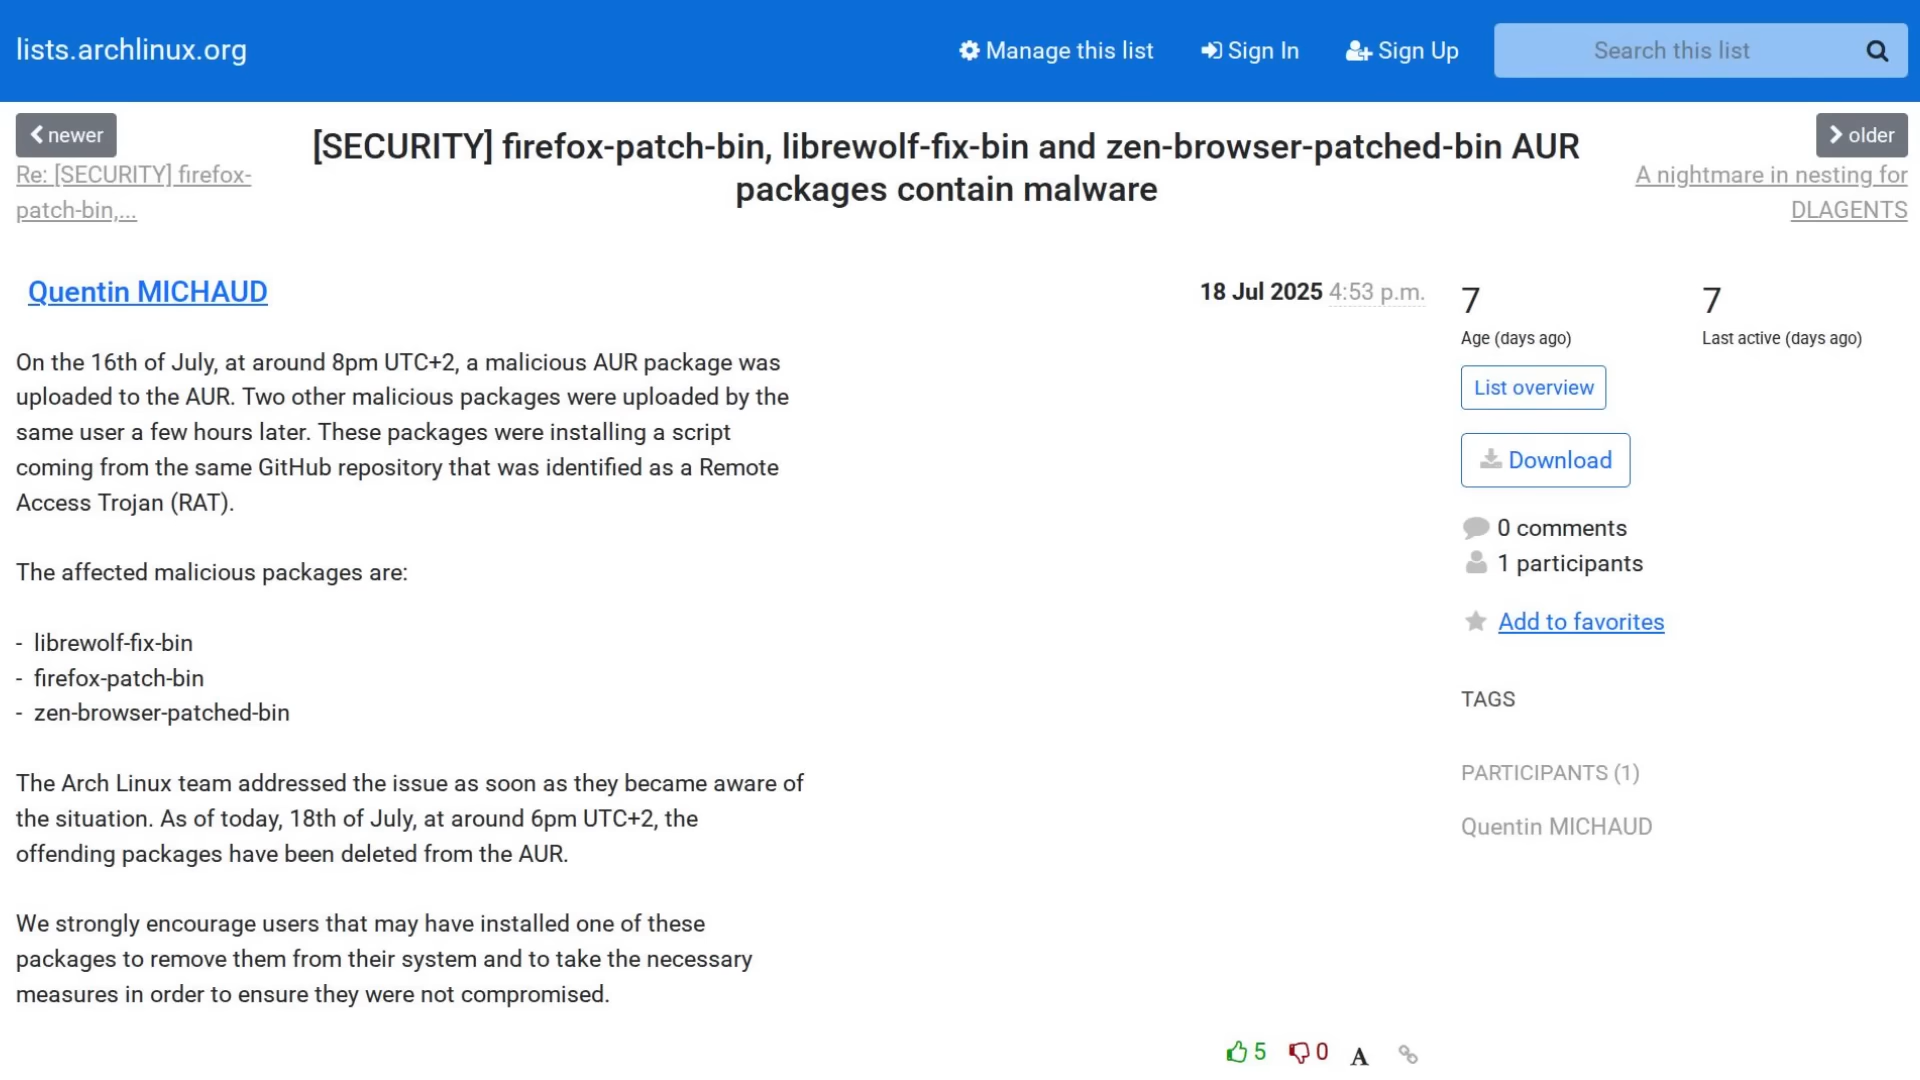 lists.archlinux.org
Manage this list
Sign In
Sign Up
Search this list
newer
Re: [SECURITY] firefox-
patch-bin,...
[SECURITY] firefox-patch-bin, librewolf-fix-bin and zen-browser-patched-bin AUR
packages contain malware
older
A nightmare in nesting for
DLAGENTS
Quentin MICHAUD
18 Jul 2025 4:53 p.m.
On the 16th of July, at around 8pm UTC+2, a malicious AUR package was
uploaded to the AUR. Two other malicious packages were uploaded by the
same user a few hours later. These packages were installing a script
coming from the same GitHub repository that was identified as a Remote
Access Trojan (RAT).
The affected malicious packages are:
- librewolf-fix-bin
- firefox-patch-bin
- zen-browser-patched-bin
The Arch Linux team addressed the issue as soon as they became aware of
the situation. As of today, 18th of July, at around 6pm UTC+2, the
offending packages have been deleted from the AUR.
We strongly encourage users that may have installed one of these
packages to remove them from their system and to take the necessary
measures in order to ensure they were not compromised.
5
0
A
7
Age (days ago)
7
Last active (days ago)
List overview
Download
0 comments
1 participants
Add to favorites
TAGS
PARTICIPANTS (1)
Quentin MICHAUD